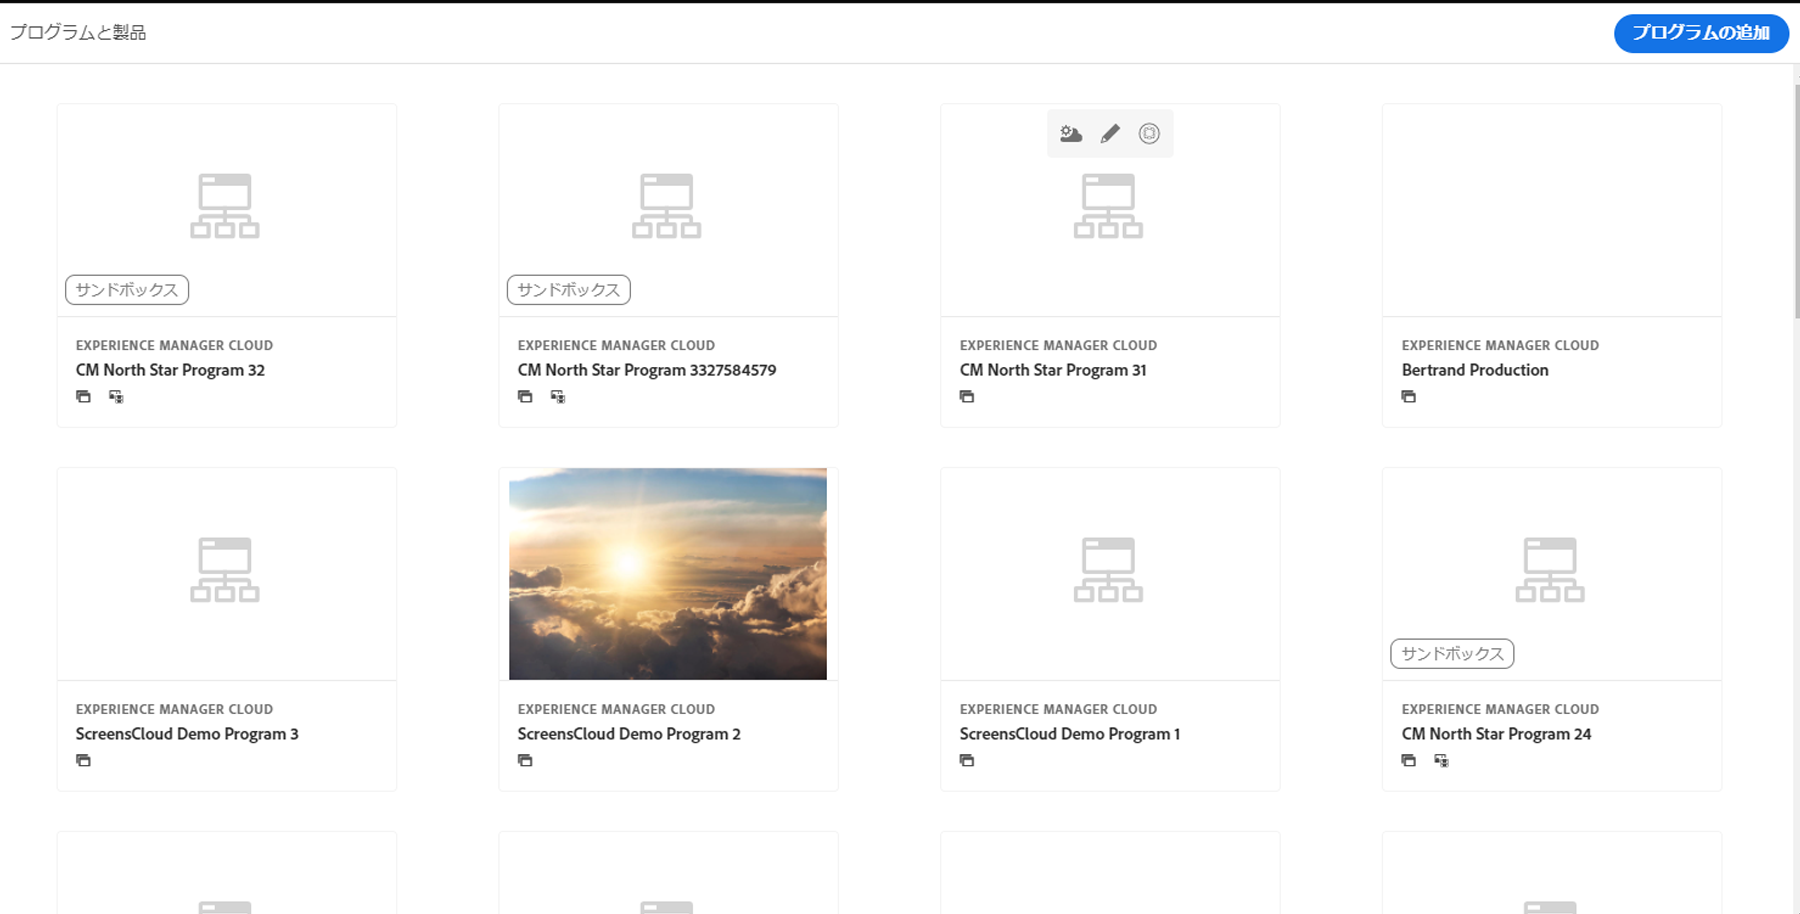 プログラムと製品
プログラムの追加
サンドボックス
EXPERIENCE MANAGER CLOUD
CM North Star Program 32
サンドボックス
EXPERIENCE MANAGER CLOUD
CM North Star Program 3327584579
EXPERIENCE MANAGER CLOUD
CM North Star Program 31
EXPERIENCE MANAGER CLOUD
Bertrand Production
EXPERIENCE MANAGER CLOUD
ScreensCloud Demo Program 3
EXPERIENCE MANAGER CLOUD
ScreensCloud Demo Program 2
EXPERIENCE MANAGER CLOUD
ScreensCloud Demo Program 1
サンドボックス
EXPERIENCE MANAGER CLOUD
CM North Star Program 24